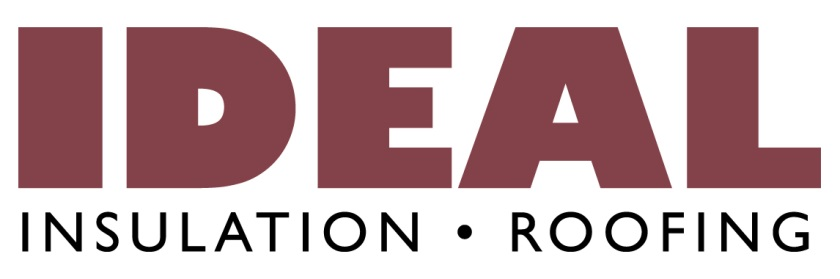 IDEAL
INSULATION • ROOFING